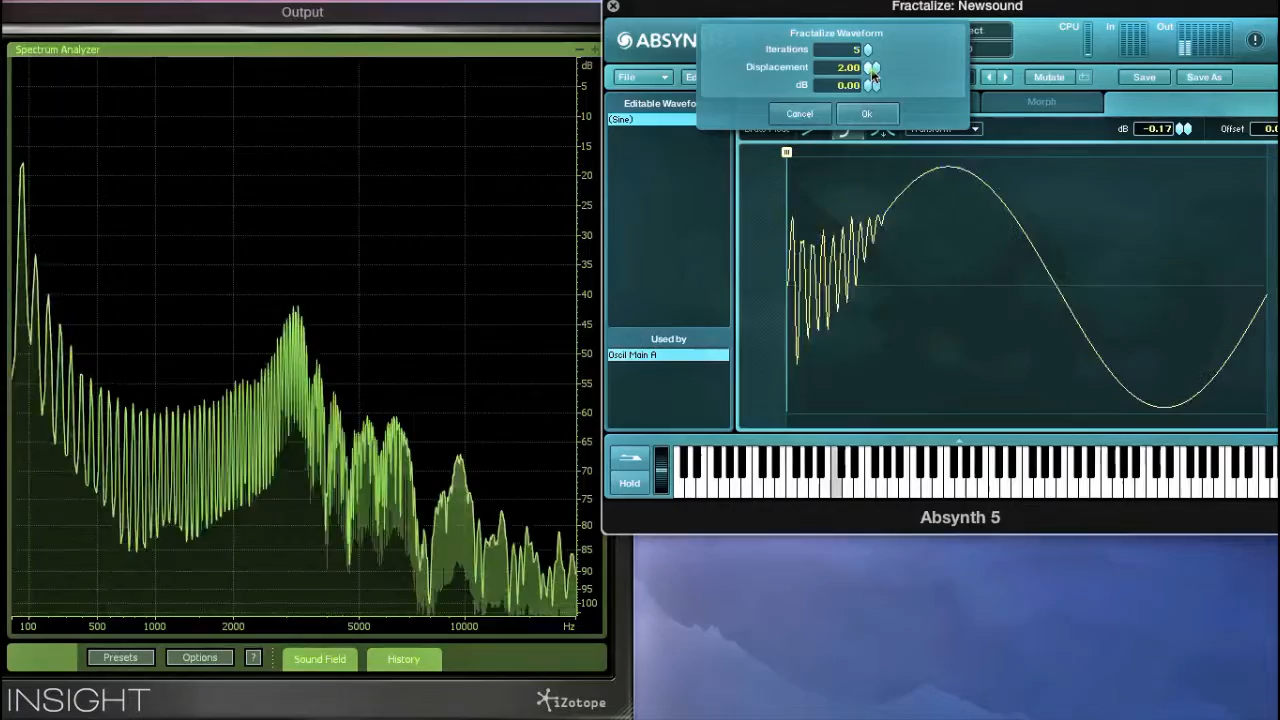 Output
Spectrum Analyzer
dB
5
10
15
20
25
30
35
40
45
50
55
60
65
70
75
80
85
90
95
100
100
500
1000
2000
5000
10000
Hz
Presets
Options
?
Sound Field
History
INSIGHT
iZotope
Fractalize: Newsound
ABSYN
Fractalize Waveform
Iterations 5
Displacement 2.00
dB 0.00
Cancel
Ok
CPU
In
Out
File
Mutate
Save
Save As
Morph
Editable Wavefo
(Sine)
Transform
dB -0.17
Offset 0.0
Used by
Oscil Main A
Hold
Absynth 5